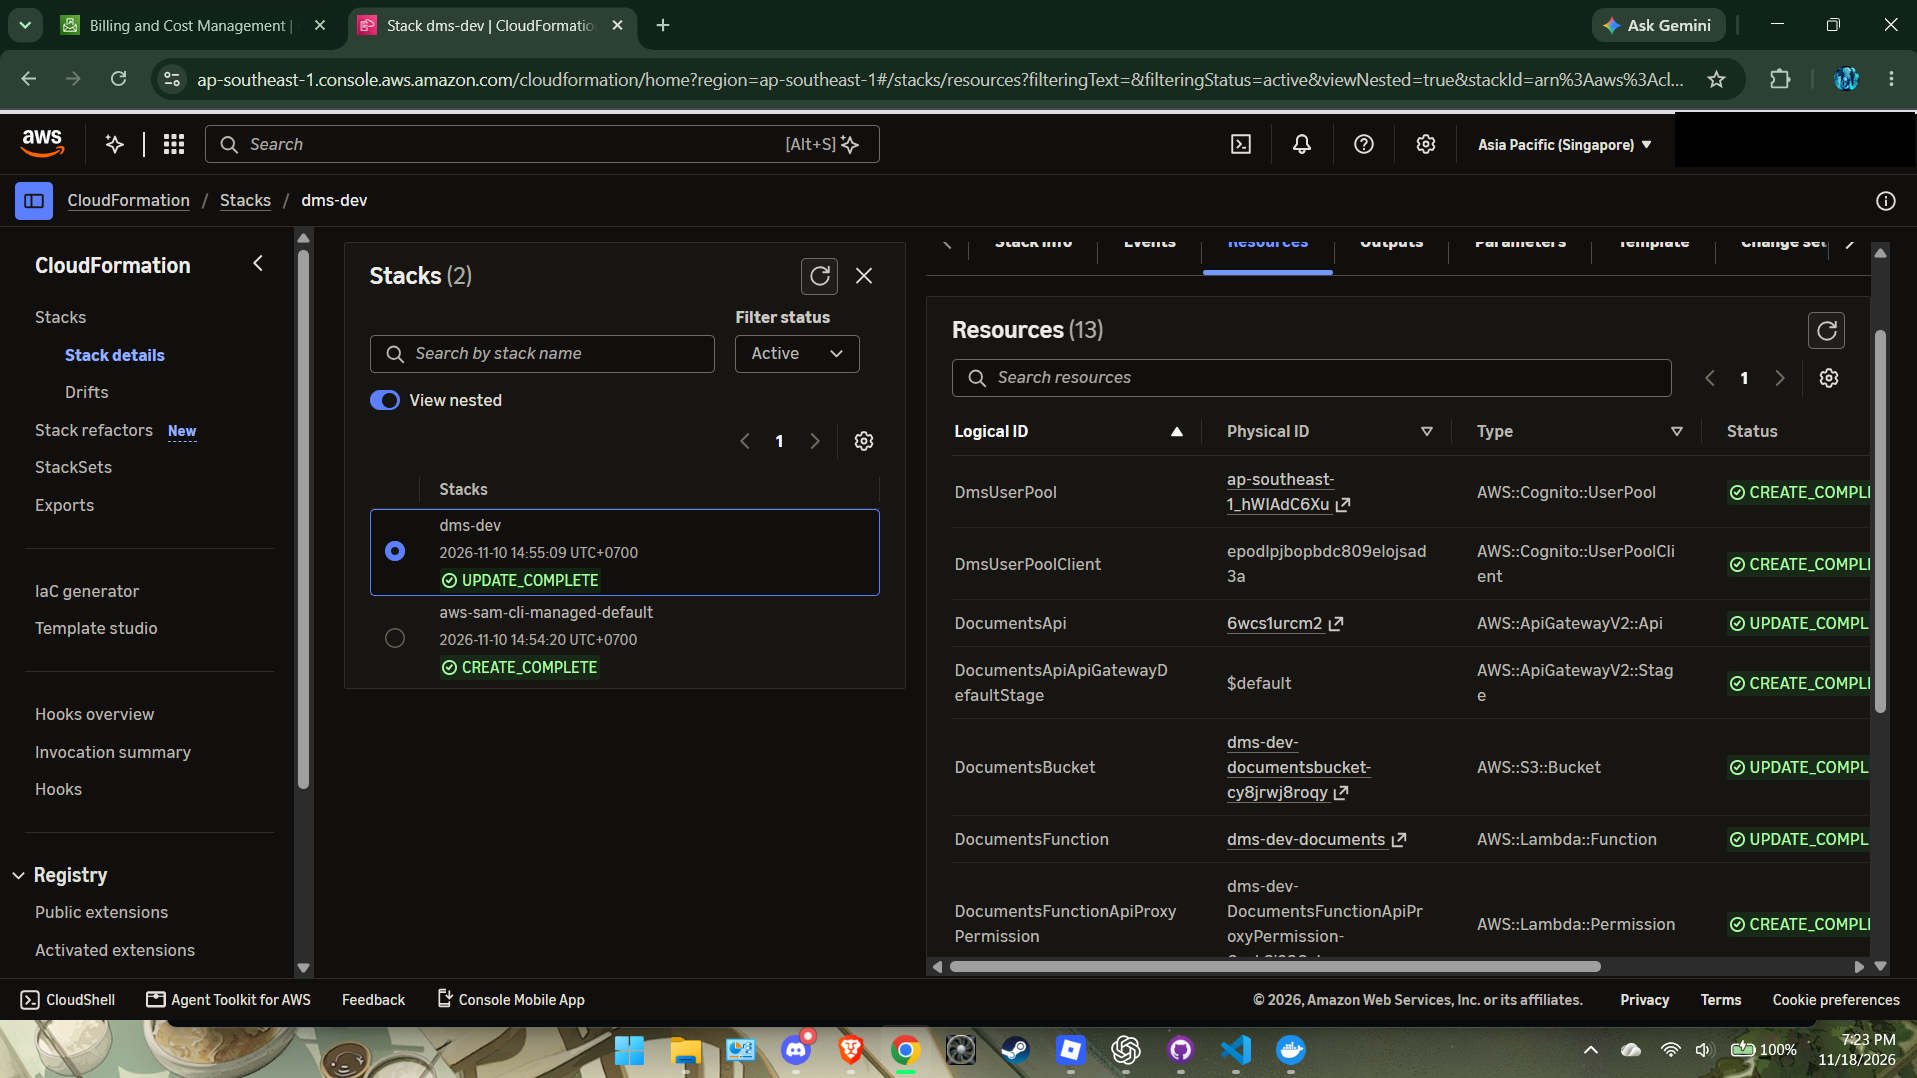 Billing and Cost Management |
Stack dms-dev | CloudFormatio
Ask Gemini
ap-southeast-1.console.aws.amazon.com/cloudformation/home?region=ap-southeast-1#/stacks/resources?filteringText=&filteringStatus=active&viewNested=true&stackId=arn%3Aaws%3Acl...
aws
Search
[Alt+S]
Asia Pacific (Singapore)
CloudFormation / Stacks / dms-dev
CloudFormation
Stacks
Stack details
Drifts
Stack refactors New
StackSets
Exports
IaC generator
Template studio
Hooks overview
Invocation summary
Hooks
Registry
Public extensions
Activated extensions
Stacks (2)
Filter status
Search by stack name
Active
View nested
1
Stacks
dms-dev
2026-11-10 14:55:09 UTC+0700
UPDATE_COMPLETE
aws-sam-cli-managed-default
2026-11-10 14:54:20 UTC+0700
CREATE_COMPLETE
Stack info
Events
Resources
Outputs
Parameters
Template
Change set
Resources (13)
Search resources
1
Logical ID
Physical ID
Type
Status
DmsUserPool
ap-southeast-
1_hWIAdC6Xu
AWS::Cognito::UserPool
CREATE_COMPL
DmsUserPoolClient
epodlpjbopbdc809elojsad
3a
AWS::Cognito::UserPoolCli
ent
CREATE_COMPL
DocumentsApi
6wcs1urcm2
AWS::ApiGatewayV2::Api
UPDATE_COMPL
DocumentsApiApiGatewayD
efaultStage
$default
AWS::ApiGatewayV2::Stag
e
CREATE_COMPL
DocumentsBucket
dms-dev-
documentsbucket-
cy8jrwj8roqy
AWS::S3::Bucket
UPDATE_COMPL
DocumentsFunction
dms-dev-documents
AWS::Lambda::Function
UPDATE_COMPL
DocumentsFunctionApiProxy
Permission
dms-dev-
DocumentsFunctionApiPr
oxyPermission-
AWS::Lambda::Permission
CREATE_COMPL
CloudShell
Agent Toolkit for AWS
Feedback
Console Mobile App
© 2026, Amazon Web Services, Inc. or its affiliates.
Privacy
Terms
Cookie preferences
100%
7:23 PM
11/18/2026